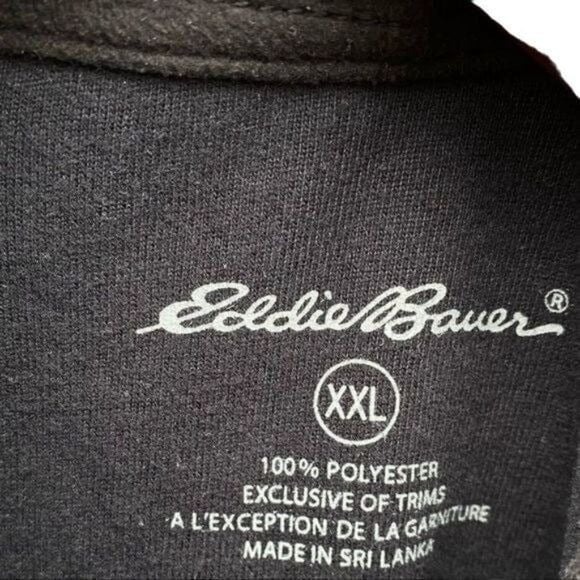 Eddie Bauer®
XXL
100% POLYESTER
EXCLUSIVE OF TRIMS
A L'EXCEPTION DE LA GARNITURE
MADE IN SRI LANKA